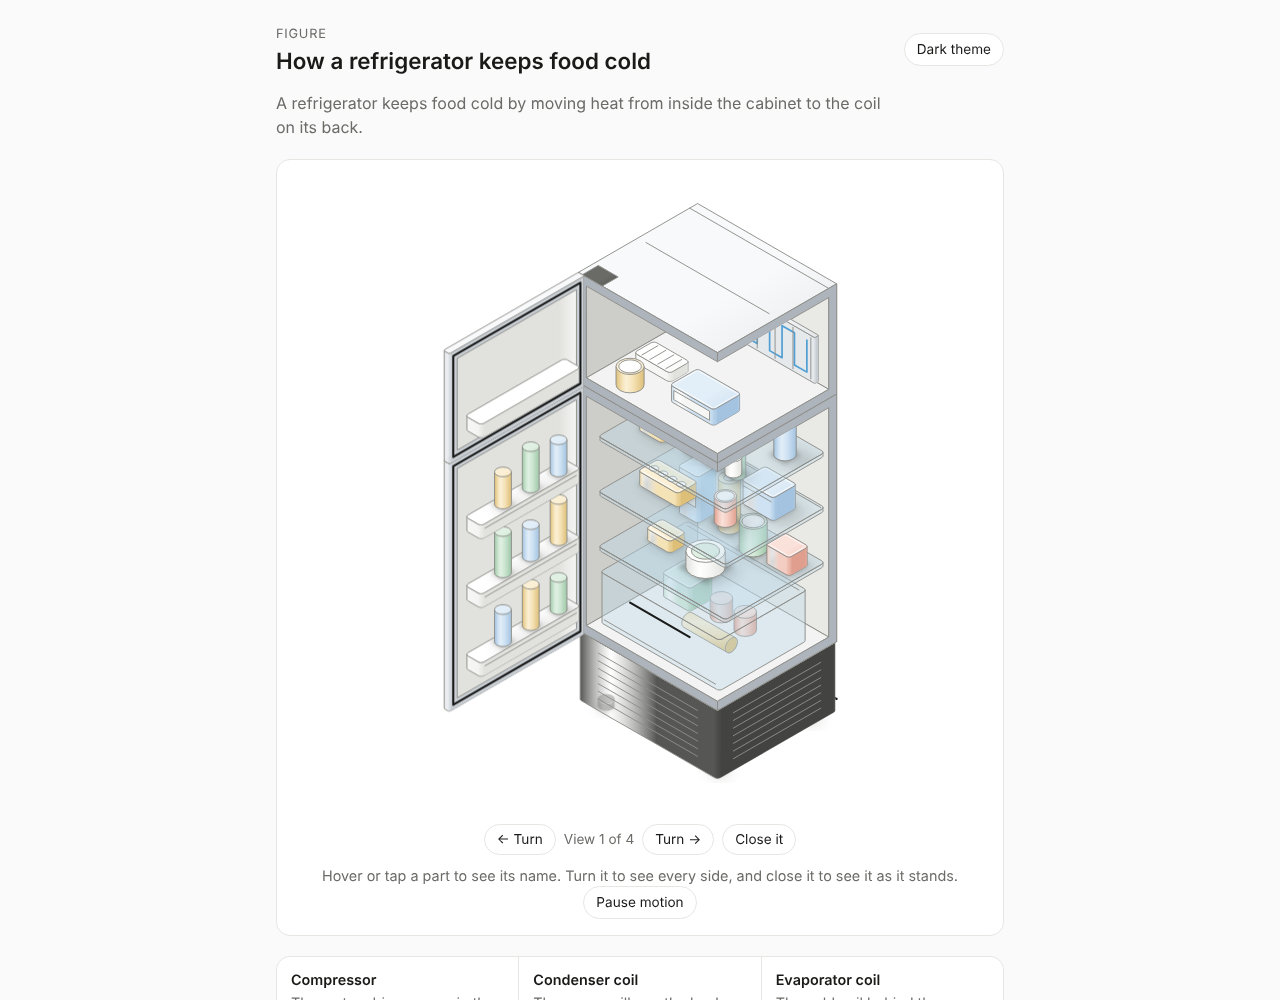 FIGURE
How a refrigerator keeps food cold
Dark theme
A refrigerator keeps food cold by moving heat from inside the cabinet to the coil
on its back.
← Turn
View 1 of 4
Turn →
Close it
Hover or tap a part to see its name. Turn it to see every side, and close it to see it as it stands.
Pause motion
Compressor
Condenser coil
Evaporator coil